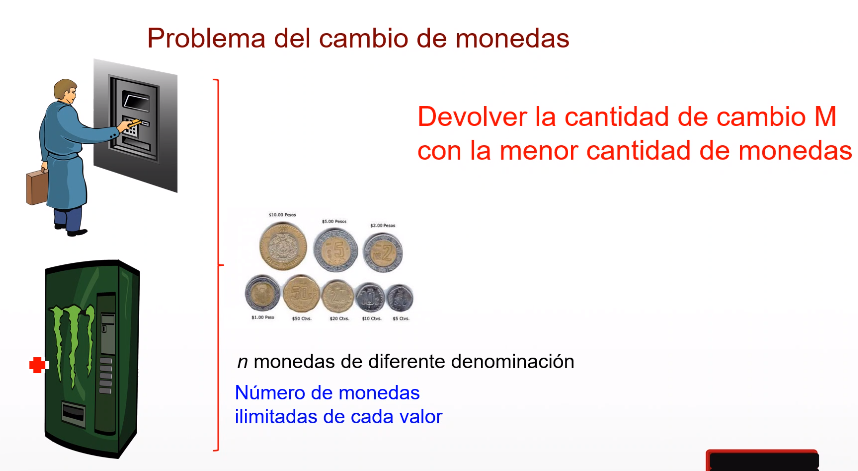 Problema del cambio de monedas
Devolver la cantidad de cambio M
con la menor cantidad de monedas
$10.00 Pesos
$5.00 Pesos
$2.00 Pesos
$1.00 Peso
$50 Ctvs.
$20 Ctvs.
$10 Ctvs.
$5 Ctvs.
n monedas de diferente denominación
Número de monedas
ilimitadas de cada valor